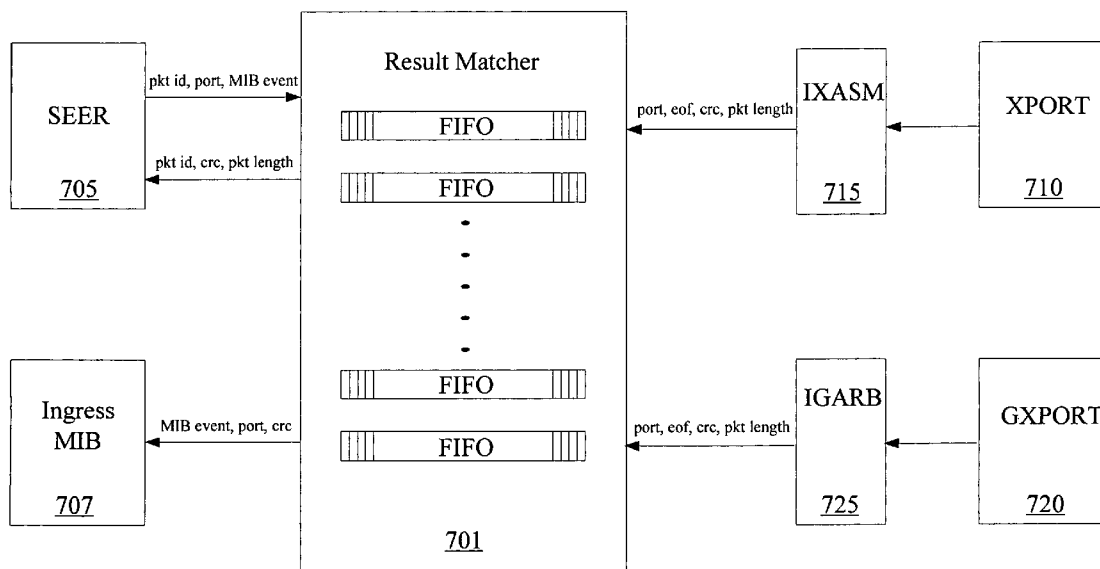 SEER
705
pkt id, port, MIB event
pkt id, crc, pkt length
Ingress
MIB
707
MIB event, port, crc
Result Matcher
FIFO
FIFO
FIFO
FIFO
701
port, eof, crc, pkt length
IXASM
715
XPORT
710
port, eof, crc, pkt length
IGARB
725
GXPORT
720